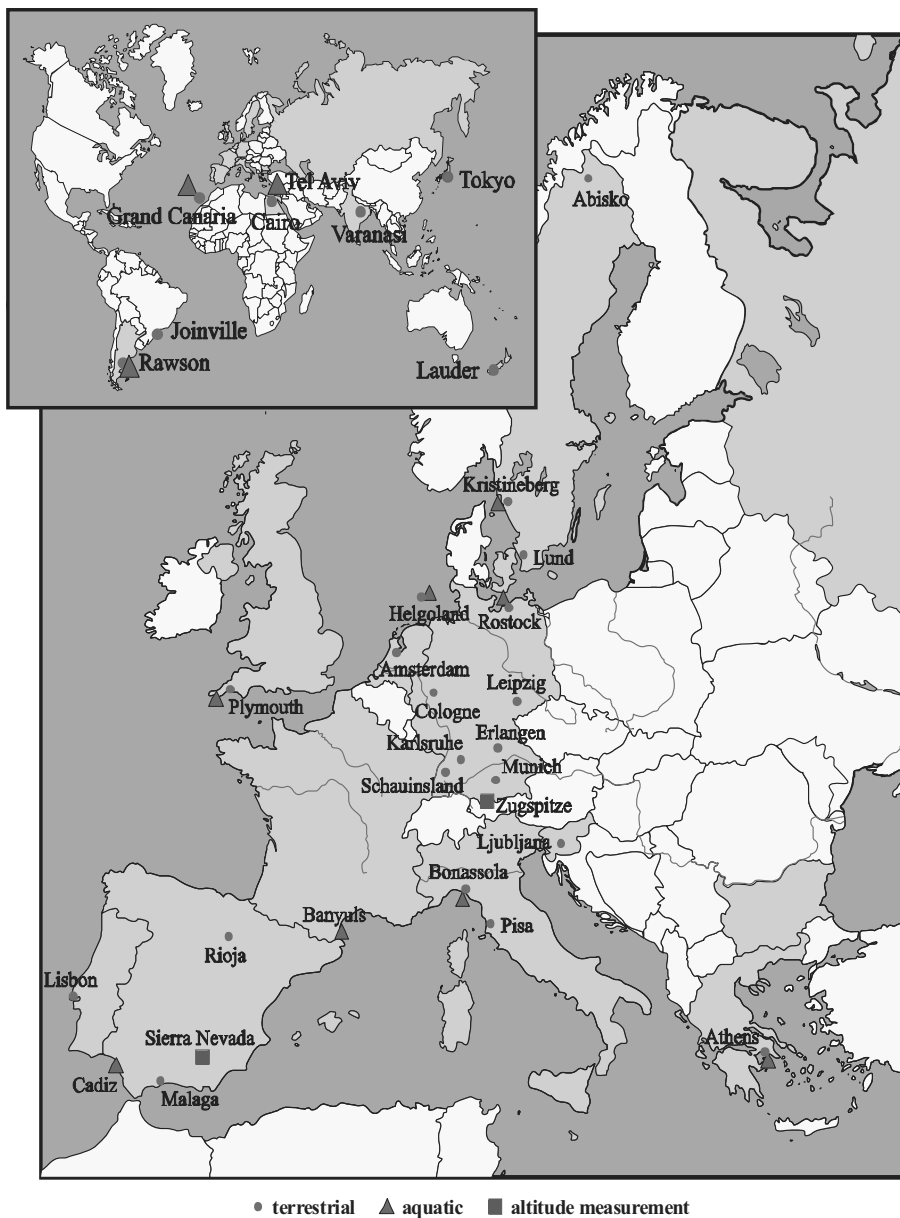 Tel Aviv
Tokyo
Grand Canaria
Cairo
Varanasi
Joinville
Rawson
Lauder
Abisko
Kristineberg
Lund
Helgoland
Rostock
Amsterdam
Leipzig
Plymouth
Cologne
Erlangen
Karlsruhe
Munich
Schauinsland
Zugspitze
Ljubljana
Bonassola
Banyuls
Pisa
Rioja
Lisbon
Sierra Nevada
Athens
Cadiz
Malaga
terrestrial aquatic altitude measurement